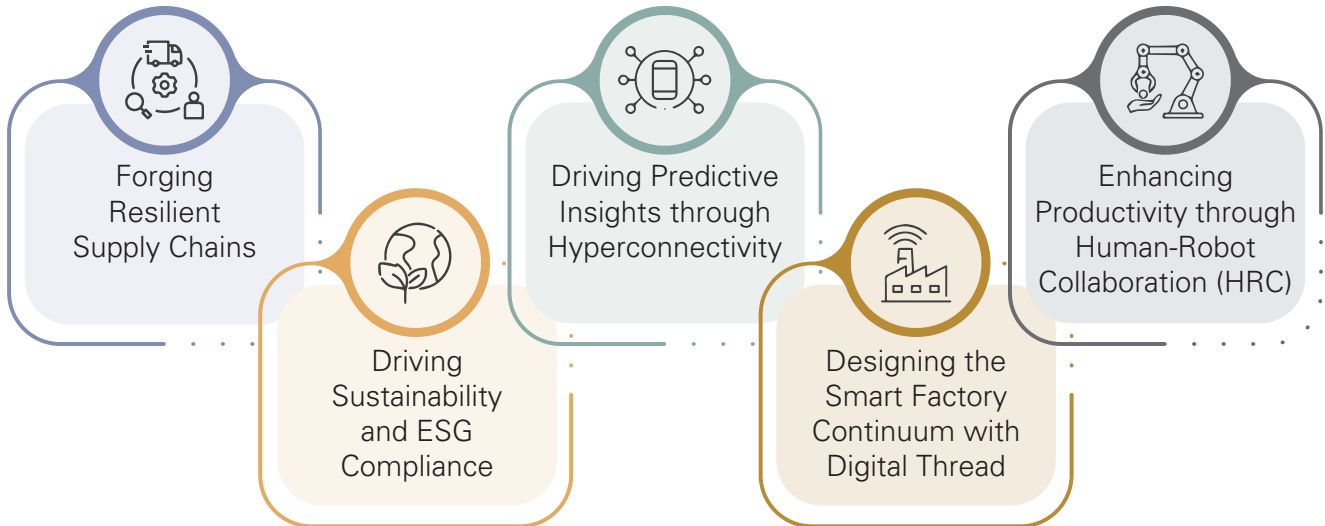 Forging
Resilient
Supply Chains
Driving
Sustainability
and ESG
Compliance
Driving Predictive
Insights through
Hyperconnectivity
Designing the
Smart Factory
Continuum with
Digital Thread
Enhancing
Productivity through
Human-Robot
Collaboration (HRC)